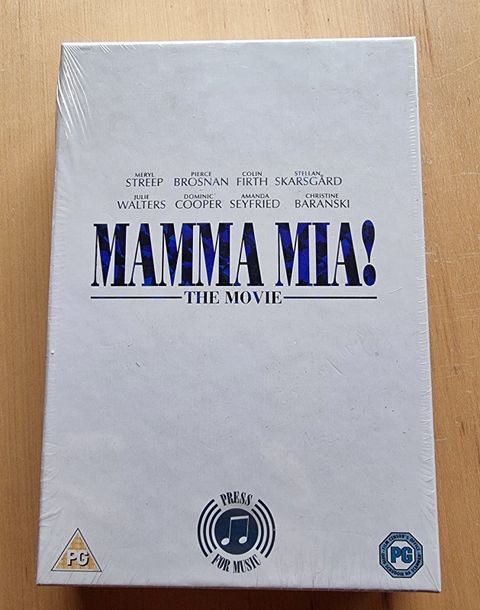 MERYL STREEP PIERCE BROSNAN COLIN FIRTH STELLAN SKARSGÅRD
JULIE WALTERS DOMINIC COOPER AMANDA SEYFRIED CHRISTINE BARANSKI
MAMMA MIA!
THE MOVIE
PRESS
FOR MUSIC
PG
PG